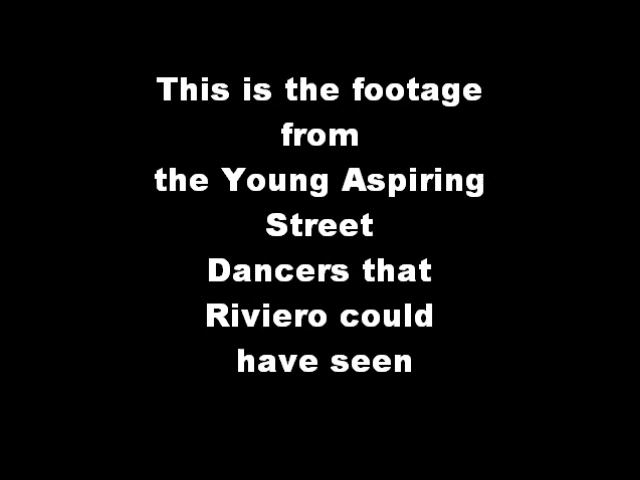 This is the footage
from
the Young Aspiring
Street
Dancers that
Riviero could
have seen